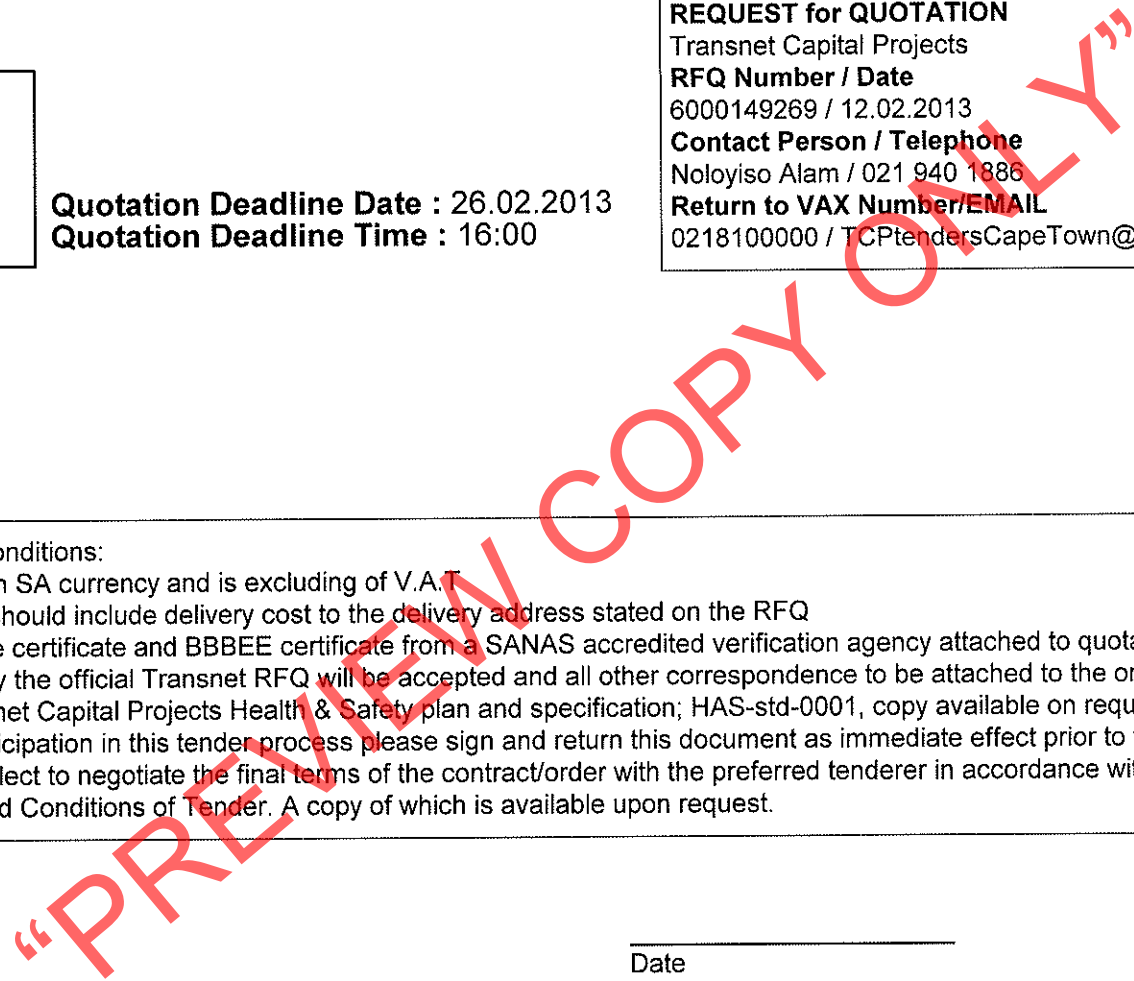 REQUEST for QUOTATION
Transnet Capital Projects
RFQ Number / Date
6000149269 / 12.02.2013
Contact Person / Telephone
Noloyiso Alam / 021 940 1886
Return to VAX Number/EMAIL
0218100000 / TCPtendersCapeTown@
Quotation Deadline Date : 26.02.2013
Quotation Deadline Time : 16:00
onditions:
n SA currency and is excluding of V.A.T
hould include delivery cost to the delivery address stated on the RFQ
e certificate and BBBEE certificate from a SANAS accredited verification agency attached to quota
y the official Transnet RFQ will be accepted and all other correspondence to be attached to the or
net Capital Projects Health & Safety plan and specification; HAS-std-0001, copy available on requ
icipation in this tender process please sign and return this document as immediate effect prior to
lect to negotiate the final terms of the contract/order with the preferred tenderer in accordance wi
d Conditions of Tender. A copy of which is available upon request.
Date
“PREVIEW COPY ONLY”